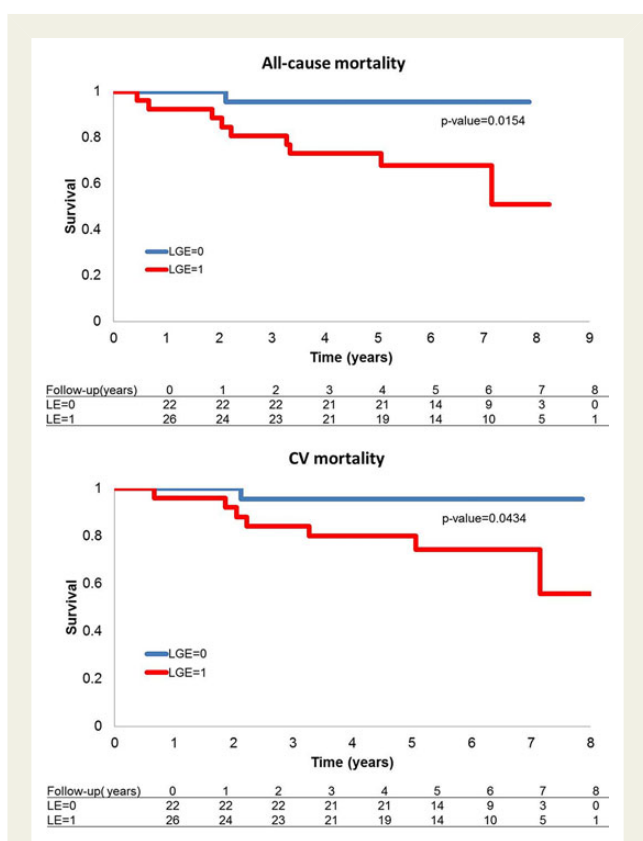 All-cause mortality
1
p-value=0.0154
0.8
0.6
Survival
0.4
LGE=0
0.2
LGE=1
0
0 1 2 3 4 5 6 7 8 9
Time (years)
Follow-up(years) 0 1 2 3 4 5 6 7 8
LE=0 22 22 22 21 21 14 9 3 0
LE=1 26 24 23 21 19 14 10 5 1
CV mortality
1
p-value=0.0434
0.8
0.6
Survival
0.4
LGE=0
0.2
LGE=1
0
0 1 2 3 4 5 6 7 8
Time (years)
Follow-up( years) 0 1 2 3 4 5 6 7 8
LE=0 22 22 22 21 21 14 9 3 0
LE=1 26 24 23 21 19 14 10 5 1